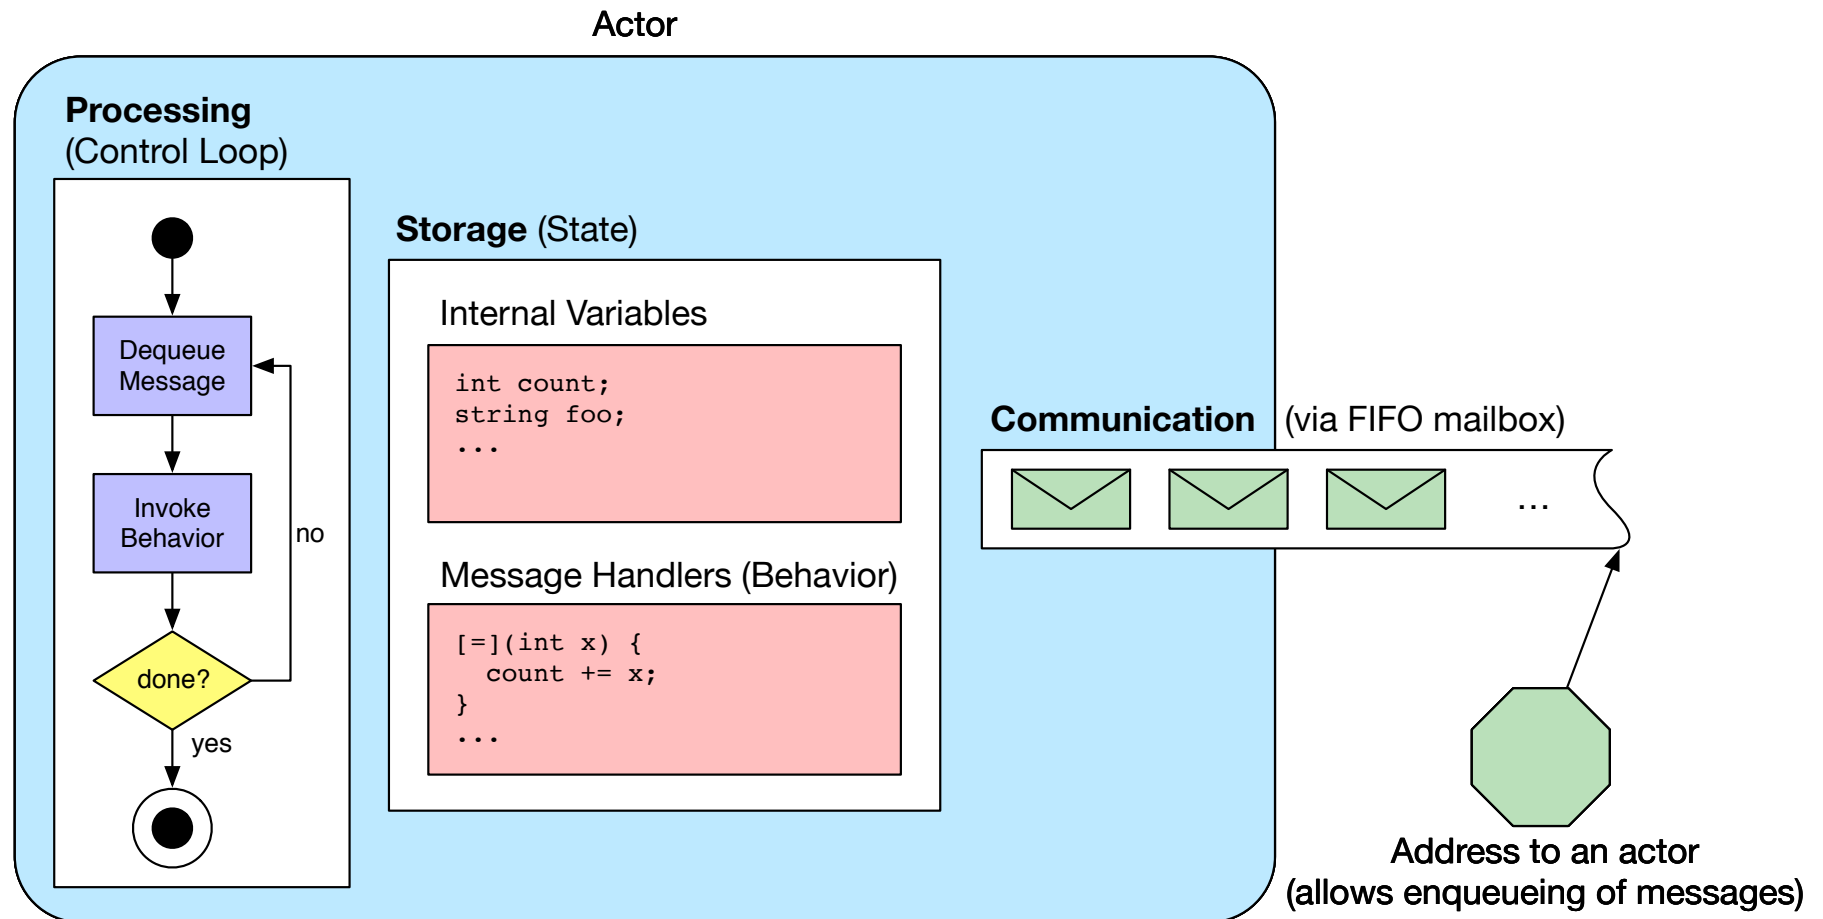 Actor
Processing
(Control Loop)
Dequeue
Message
Invoke
Behavior
no
done?
yes
Storage (State)
Internal Variables
int count;
string foo;
...
Message Handlers (Behavior)
[=](int x) {
  count += x;
}
...
Communication (via FIFO mailbox)
...
Address to an actor
(allows enqueueing of messages)